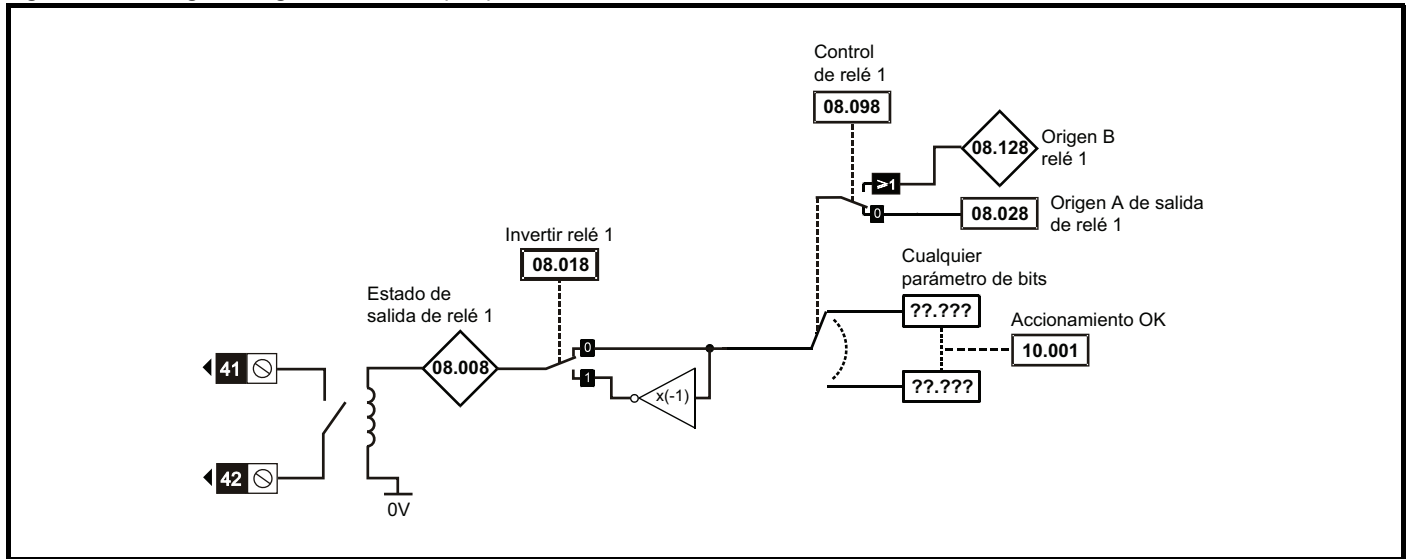 Control
de relé 1
08.098
08.128
Origen B
relé 1
>1
0
08.028
Origen A de salida
de relé 1
Invertir relé 1
08.018
Cualquier
parámetro de bits
??.???
Accionamiento OK
10.001
??.???
Estado de
salida de relé 1
08.008
0
1
x(-1)
41
42
0V